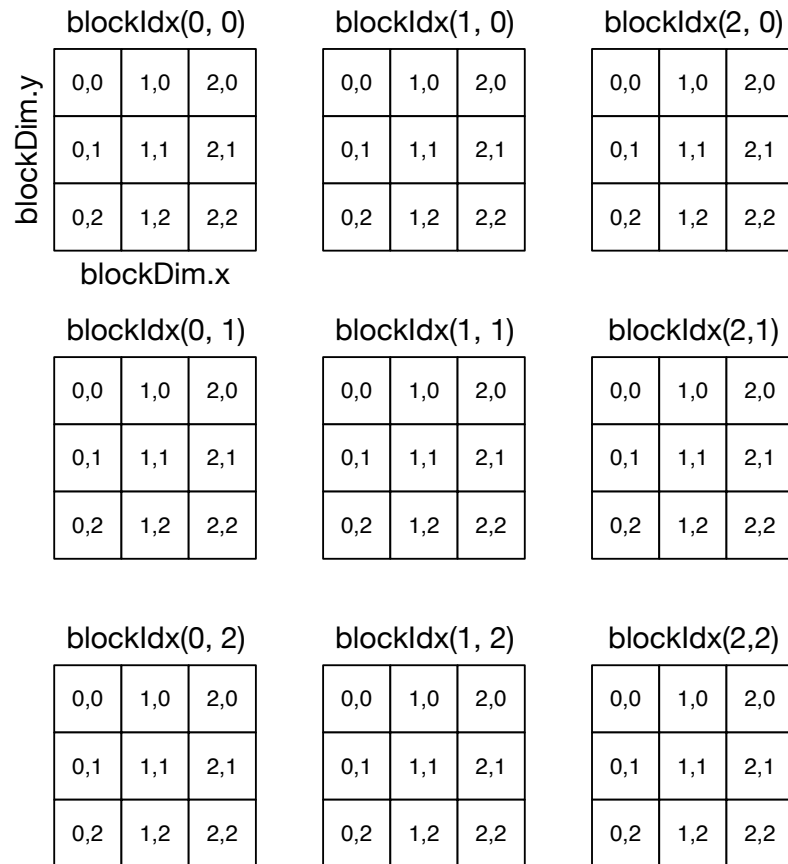 blockIdx(0, 0) blockIdx(1, 0) blockIdx(2, 0)
blockDim.y
0,0 1,0 2,0 0,0 1,0 2,0 0,0 1,0 2,0
0,1 1,1 2,1 0,1 1,1 2,1 0,1 1,1 2,1
0,2 1,2 2,2 0,2 1,2 2,2 0,2 1,2 2,2
blockDim.x
blockIdx(0, 1) blockIdx(1, 1) blockIdx(2,1)
0,0 1,0 2,0 0,0 1,0 2,0 0,0 1,0 2,0
0,1 1,1 2,1 0,1 1,1 2,1 0,1 1,1 2,1
0,2 1,2 2,2 0,2 1,2 2,2 0,2 1,2 2,2
blockIdx(0, 2) blockIdx(1, 2) blockIdx(2,2)
0,0 1,0 2,0 0,0 1,0 2,0 0,0 1,0 2,0
0,1 1,1 2,1 0,1 1,1 2,1 0,1 1,1 2,1
0,2 1,2 2,2 0,2 1,2 2,2 0,2 1,2 2,2